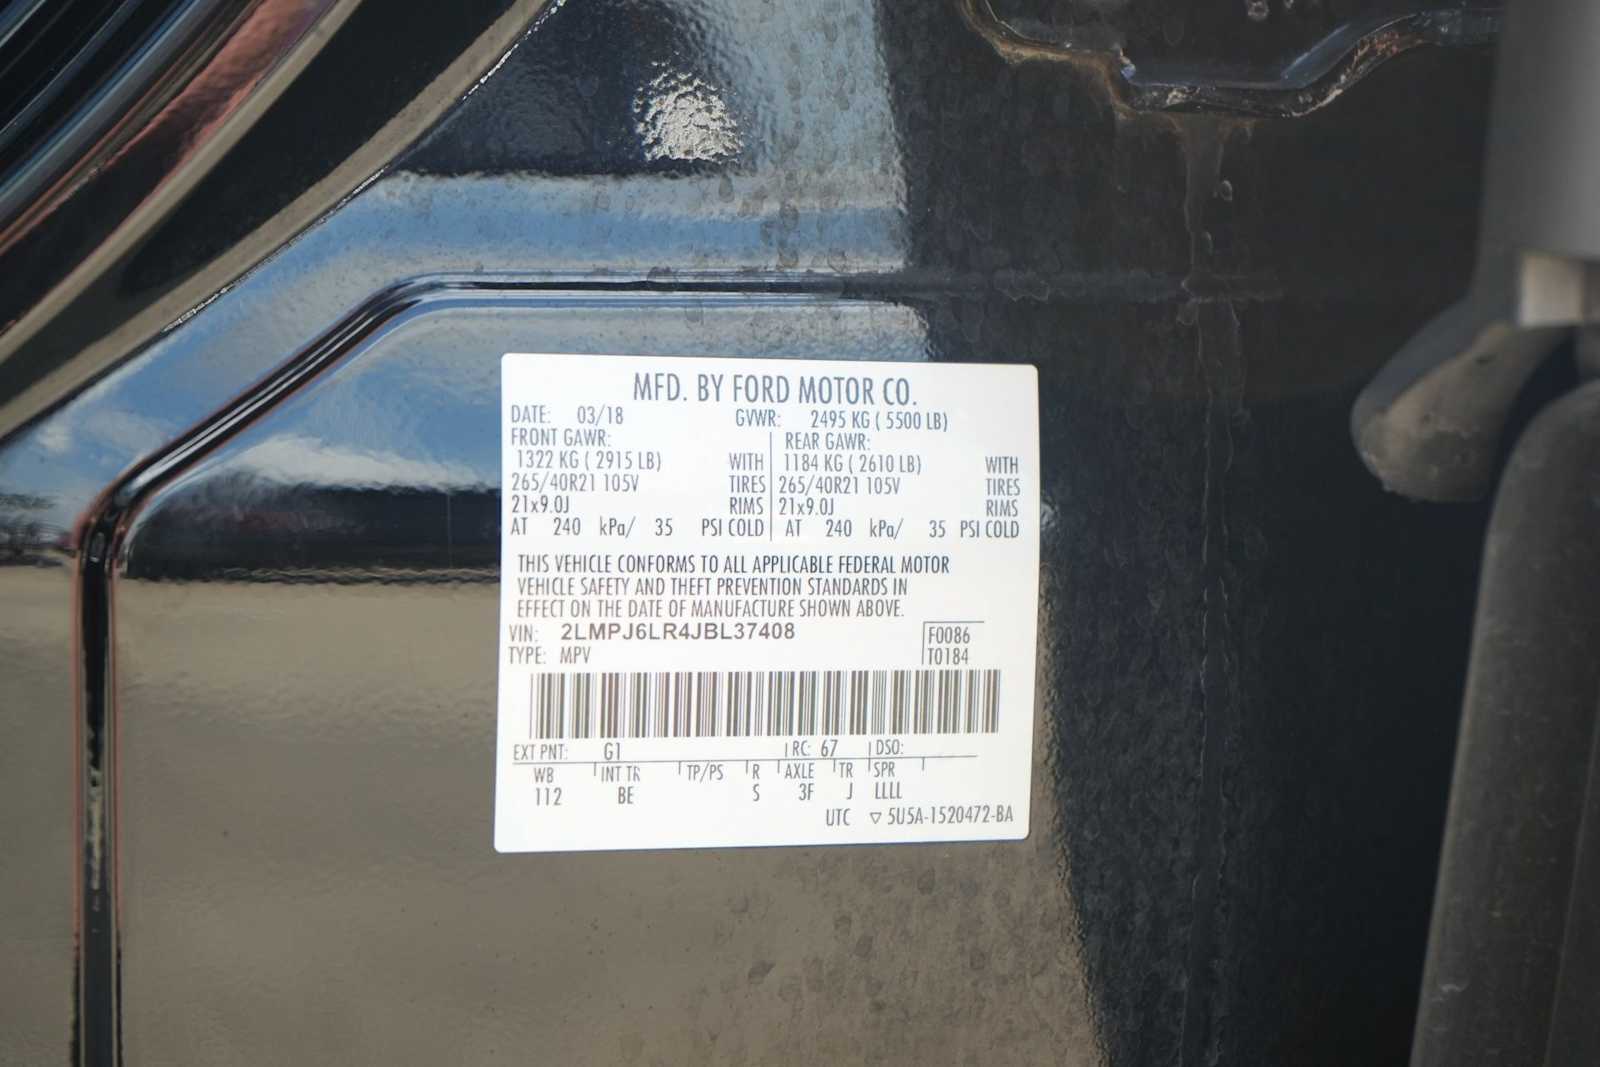 MFD. BY FORD MOTOR CO.
DATE: 03/18 GVWR: 2495 KG ( 5500 LB)
FRONT GAWR: REAR GAWR:
1322 KG ( 2915 LB) WITH 1184 KG ( 2610 LB) WITH
265/40R21 105V TIRES 265/40R21 105V TIRES
21x9.0J RIMS 21x9.0J RIMS
AT 240 kPa/ 35 PSI COLD AT 240 kPa/ 35 PSI COLD
THIS VEHICLE CONFORMS TO ALL APPLICABLE FEDERAL MOTOR
VEHICLE SAFETY AND THEFT PREVENTION STANDARDS IN
EFFECT ON THE DATE OF MANUFACTURE SHOWN ABOVE.
VIN: 2LMPJ6LR4JBL37408 F0086
TYPE: MPV T0184
EXT PNT: G1 RC: 67 DSO:
WB INT TR TP/PS R AXLE TR SPR
112 BE S 3F J LLLL
UTC ▽ 5U5A-1520472-BA